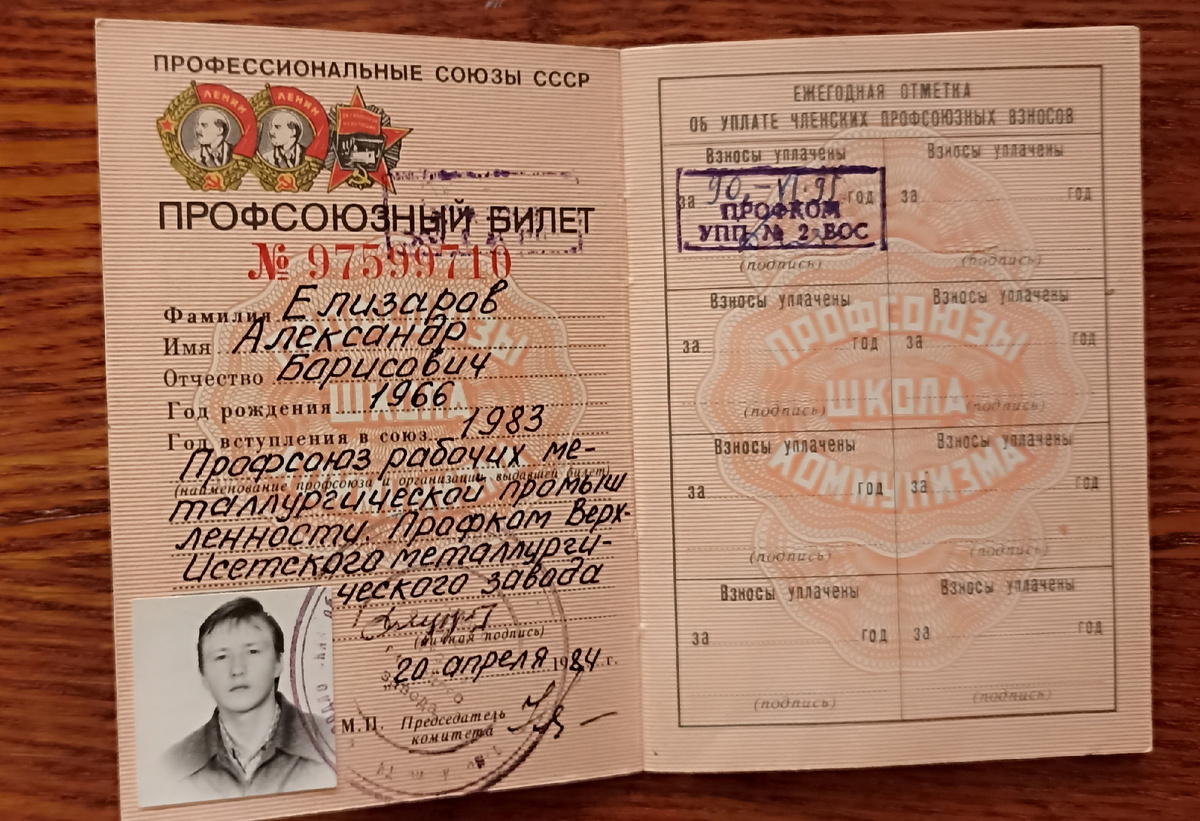 ПРОФЕССИОНАЛЬНЫЕ СОЮЗЫ СССР
ЛЕНИН ЛЕНИН
ПРОФСОЮЗНЫЙ БИЛЕТ
№ 97599710
Фамилия Елизаров
Имя Александр
Отчество Борисович
Год рождения 1966
Год вступления в союз 1983
Профсоюз рабочих ме-
(наименование профсоюза и организации, выдавшей билет)
таллургической промыш
ленности. Профком Верх-
Исетского металлурги-
ческого завода
(личная подпись)
20 апреля 1984 г.
М.П. Председатель
комитета
ШКОЛА
ЕЖЕГОДНАЯ ОТМЕТКА
ОБ УПЛАТЕ ЧЛЕНСКИХ ПРОФСОЮЗНЫХ ВЗНОСОВ
Взносы уплачены Взносы уплачены
за 90,-VI.95 год за год
ПРОФКОМ
УПП № 2 ВОС
(подпись) (подпись)
Взносы уплачены Взносы уплачены
за год за год
(подпись) (подпись)
Взносы уплачены Взносы уплачены
за год за год
(подпись) (подпись)
Взносы уплачены Взносы уплачены
за год за год
(подпись) (подпись)
ПРОФСОЮЗЫ
ШКОЛА
КОММУНИЗМА